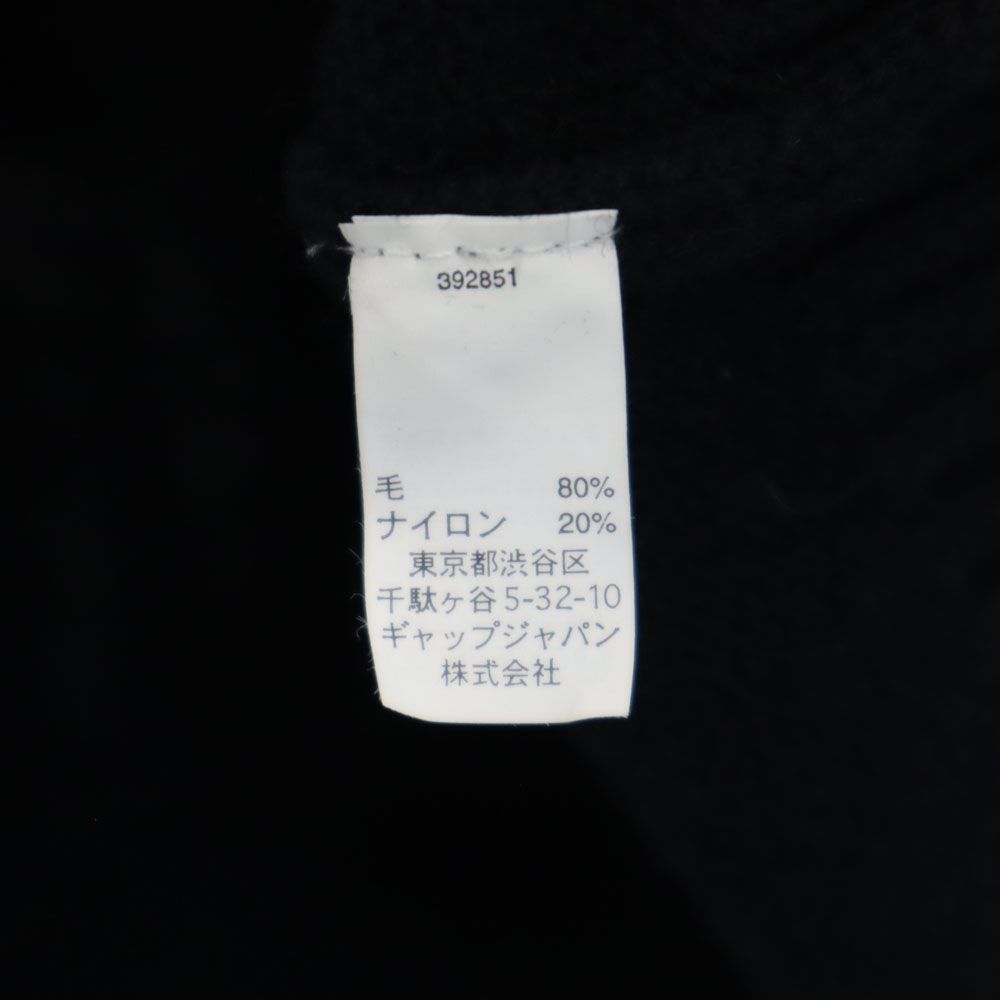 392851
毛 80%
ナイロン 20%
東京都渋谷区
千駄ヶ谷5-32-10
ギャップジャパン
株式会社